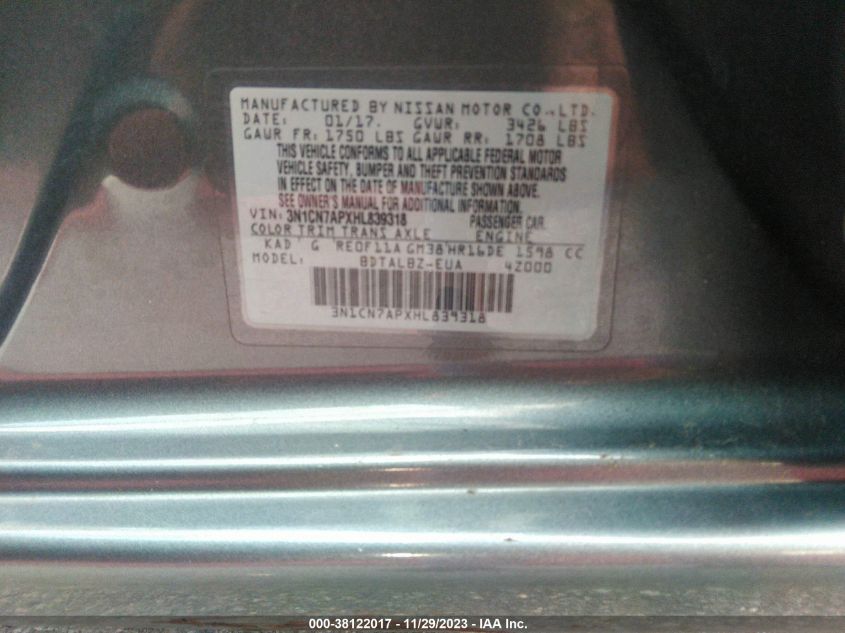 MANUFACTURED BY NISSAN MOTOR CO.,LTD.
DATE: 01/17. GVWR: 3426 LBS
GAWR FR: 1750 LBS GAWR RR: 1708 LBS
THIS VEHICLE CONFORMS TO ALL APPLICABLE FEDERAL MOTOR
VEHICLE SAFETY, BUMPER AND THEFT PREVENTION STANDARDS
IN EFFECT ON THE DATE OF MANUFACTURE SHOWN ABOVE.
SEE OWNER'S MANUAL FOR ADDITIONAL INFORMATION.
VIN: 3N1CN7APXHL839318 PASSENGER CAR.
COLOR TRIM TRANS AXLE ENGINE
KAD G RE0F11A GM38 HR16DE 1598 CC
MODEL: BDTALBZ-EUA 4Z000
3N1CN7APXHL839318
000-38122017 - 11/29/2023 - IAA Inc.